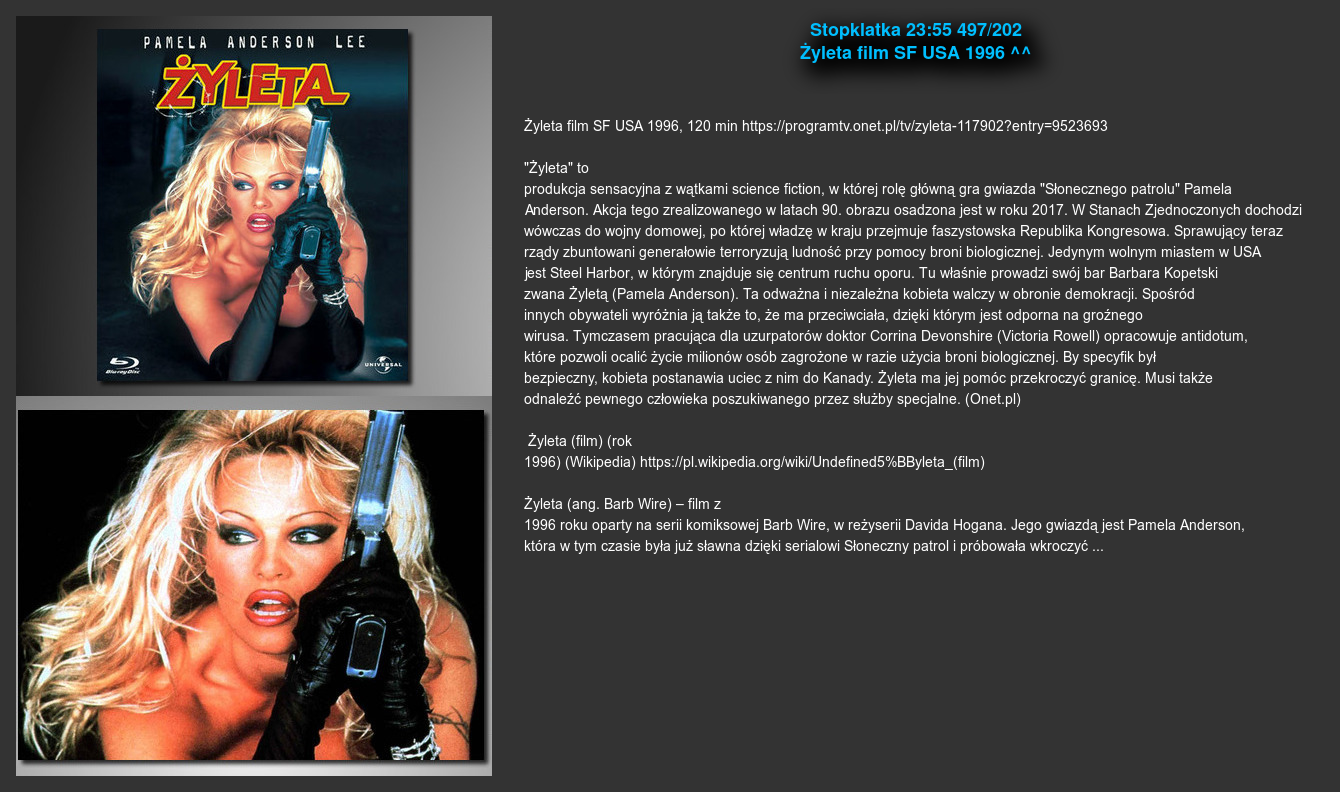 PAMELA ANDERSON LEE
ŻYLETA
Blu-ray Disc
UNIVERSAL
Stopklatka 23:55 497/202
Żyleta film SF USA 1996 ^^
Żyleta film SF USA 1996, 120 min https://programtv.onet.pl/tv/zyleta-117902?entry=9523693
"Żyleta" to
produkcja sensacyjna z wątkami science fiction, w której rolę główną gra gwiazda "Słonecznego patrolu" Pamela
Anderson. Akcja tego zrealizowanego w latach 90. obrazu osadzona jest w roku 2017. W Stanach Zjednoczonych dochodzi
wówczas do wojny domowej, po której władzę w kraju przejmuje faszystowska Republika Kongresowa. Sprawujący teraz
rządy zbuntowani generałowie terroryzują ludność przy pomocy broni biologicznej. Jedynym wolnym miastem w USA
jest Steel Harbor, w którym znajduje się centrum ruchu oporu. Tu właśnie prowadzi swój bar Barbara Kopetski
zwana Żyletą (Pamela Anderson). Ta odważna i niezależna kobieta walczy w obronie demokracji. Spośród
innych obywateli wyróżnia ją także to, że ma przeciwciała, dzięki którym jest odporna na groźnego
wirusa. Tymczasem pracująca dla uzurpatorów doktor Corrina Devonshire (Victoria Rowell) opracowuje antidotum,
które pozwoli ocalić życie milionów osób zagrożone w razie użycia broni biologicznej. By specyfik był
bezpieczny, kobieta postanawia uciec z nim do Kanady. Żyleta ma jej pomóc przekroczyć granicę. Musi także
odnaleźć pewnego człowieka poszukiwanego przez służby specjalne. (Onet.pl)
Żyleta (film) (rok
1996) (Wikipedia) https://pl.wikipedia.org/wiki/Undefined5%BByleta_(film)
Żyleta (ang. Barb Wire) – film z
1996 roku oparty na serii komiksowej Barb Wire, w reżyserii Davida Hogana. Jego gwiazdą jest Pamela Anderson,
która w tym czasie była już sławna dzięki serialowi Słoneczny patrol i próbowała wkroczyć ...